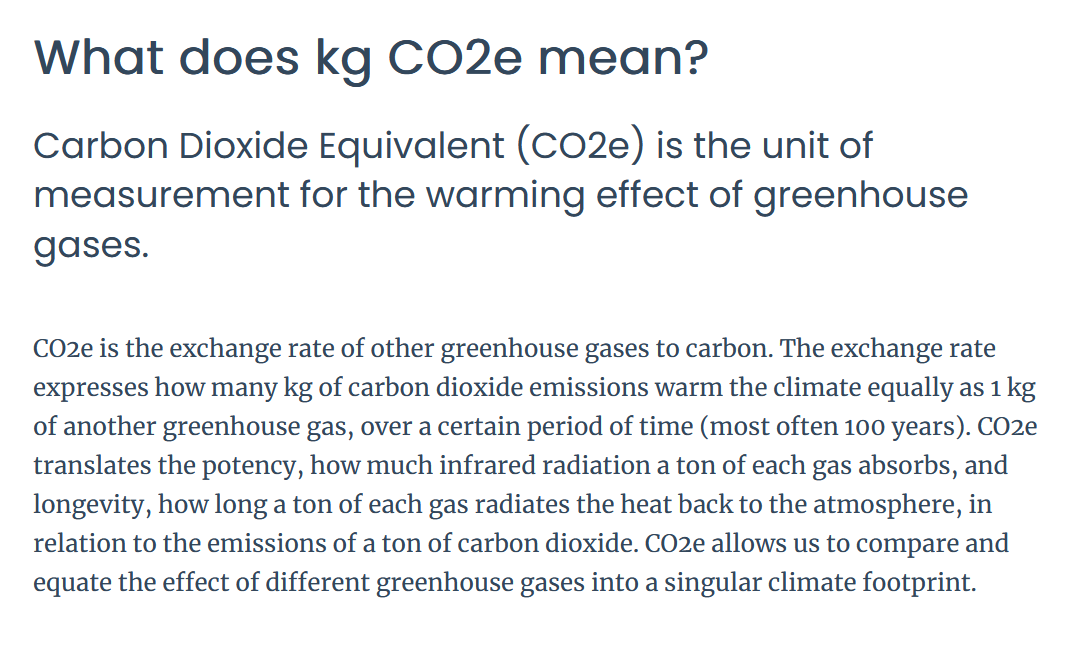 What does kg CO2e mean?
Carbon Dioxide Equivalent (CO2e) is the unit of
measurement for the warming effect of greenhouse
gases.
CO2e is the exchange rate of other greenhouse gases to carbon. The exchange rate
expresses how many kg of carbon dioxide emissions warm the climate equally as 1 kg
of another greenhouse gas, over a certain period of time (most often 100 years). CO2e
translates the potency, how much infrared radiation a ton of each gas absorbs, and
longevity, how long a ton of each gas radiates the heat back to the atmosphere, in
relation to the emissions of a ton of carbon dioxide. CO2e allows us to compare and
equate the effect of different greenhouse gases into a singular climate footprint.